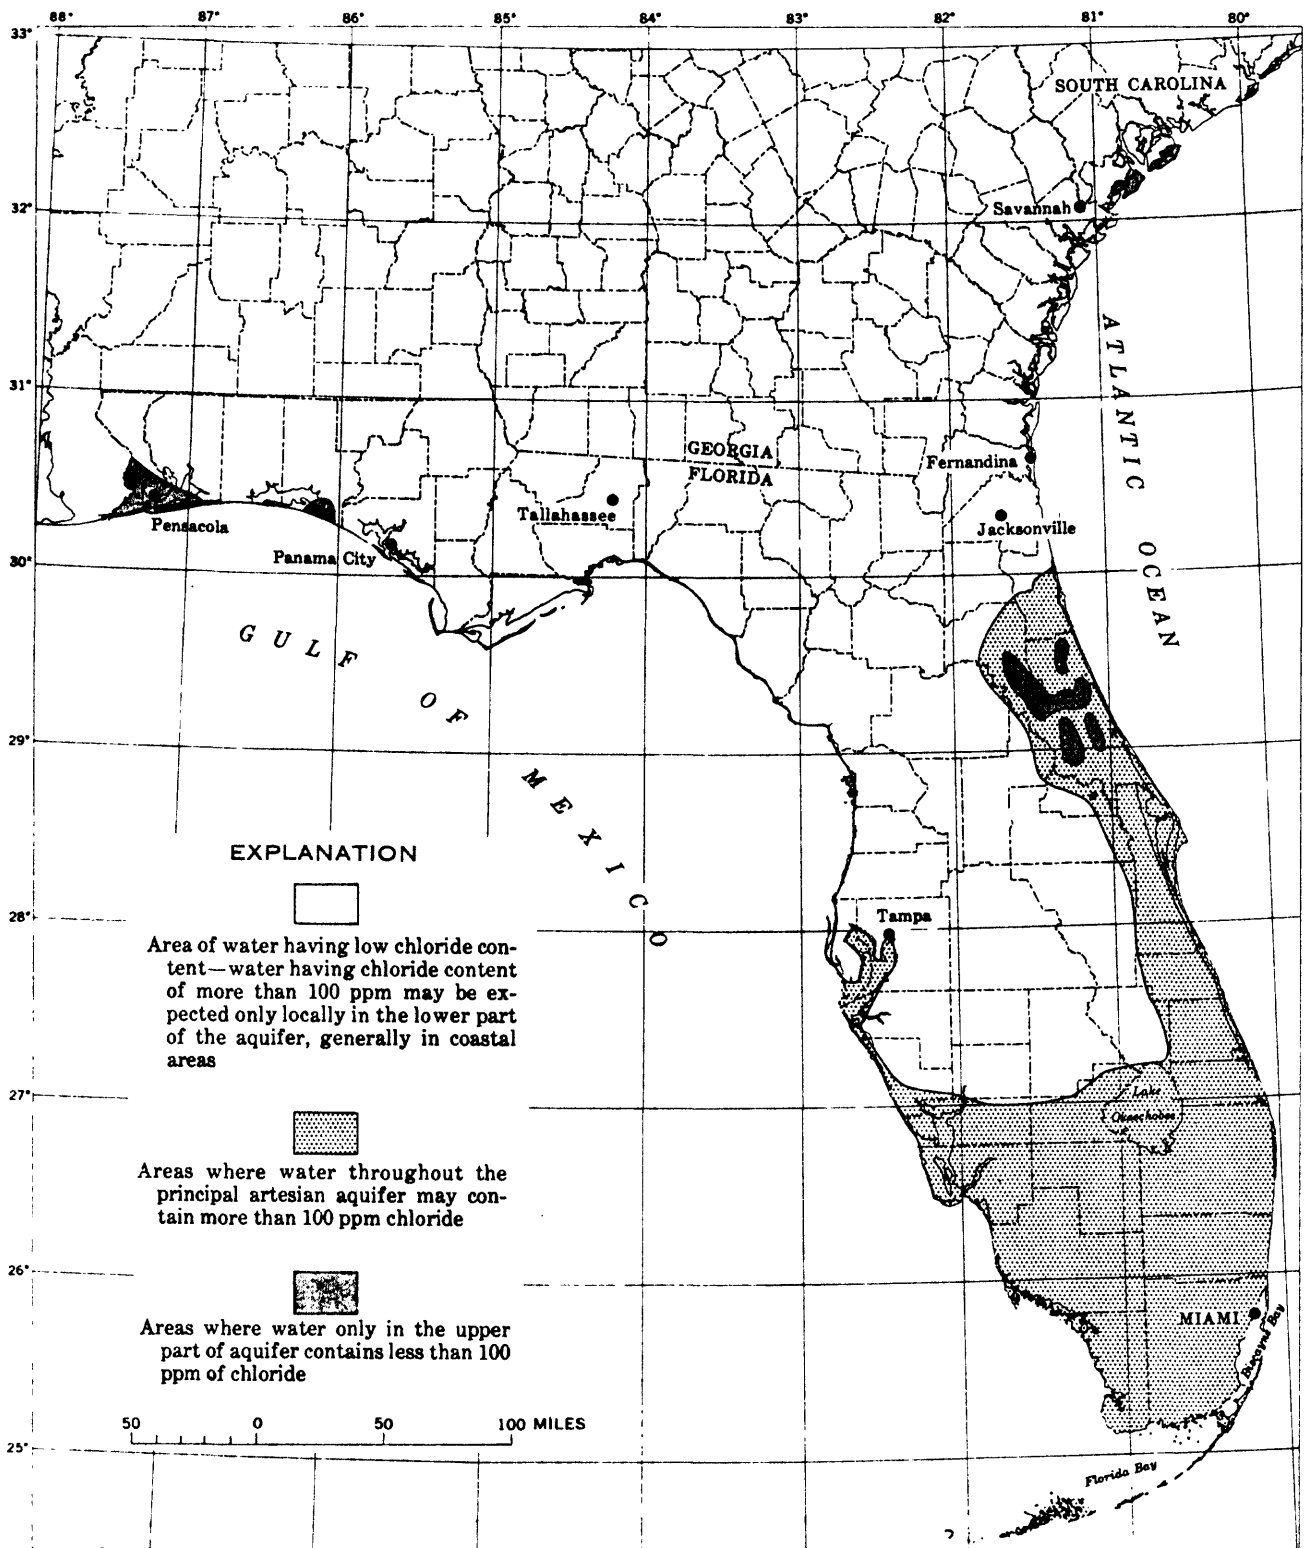 88° 87° 86° 85° 84° 83° 82° 81° 80°
33°
SOUTH CAROLINA
Savannah
32°
ATLANTIC OCEAN
31°
GEORGIA
FLORIDA
Fernandina
Tallahassee
Jacksonville
Pensacola
Panama City
30°
GULF OF MEXICO
29°
EXPLANATION
28°
Tampa
Area of water having low chloride con-
tent—water having chloride content
of more than 100 ppm may be ex-
pected only locally in the lower part
of the aquifer, generally in coastal
areas
27°
Lake
Okeechobee
Areas where water throughout the
principal artesian aquifer may con-
tain more than 100 ppm chloride
26°
MIAMI
Biscayne Bay
Areas where water only in the upper
part of aquifer contains less than 100
ppm of chloride
50 0 50 100 MILES
25°
Florida Bay
?